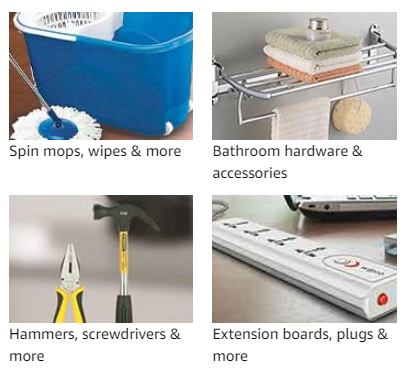 Spin mops, wipes & more
Bathroom hardware &
accessories
Hammers, screwdrivers &
more
Extension boards, plugs &
more